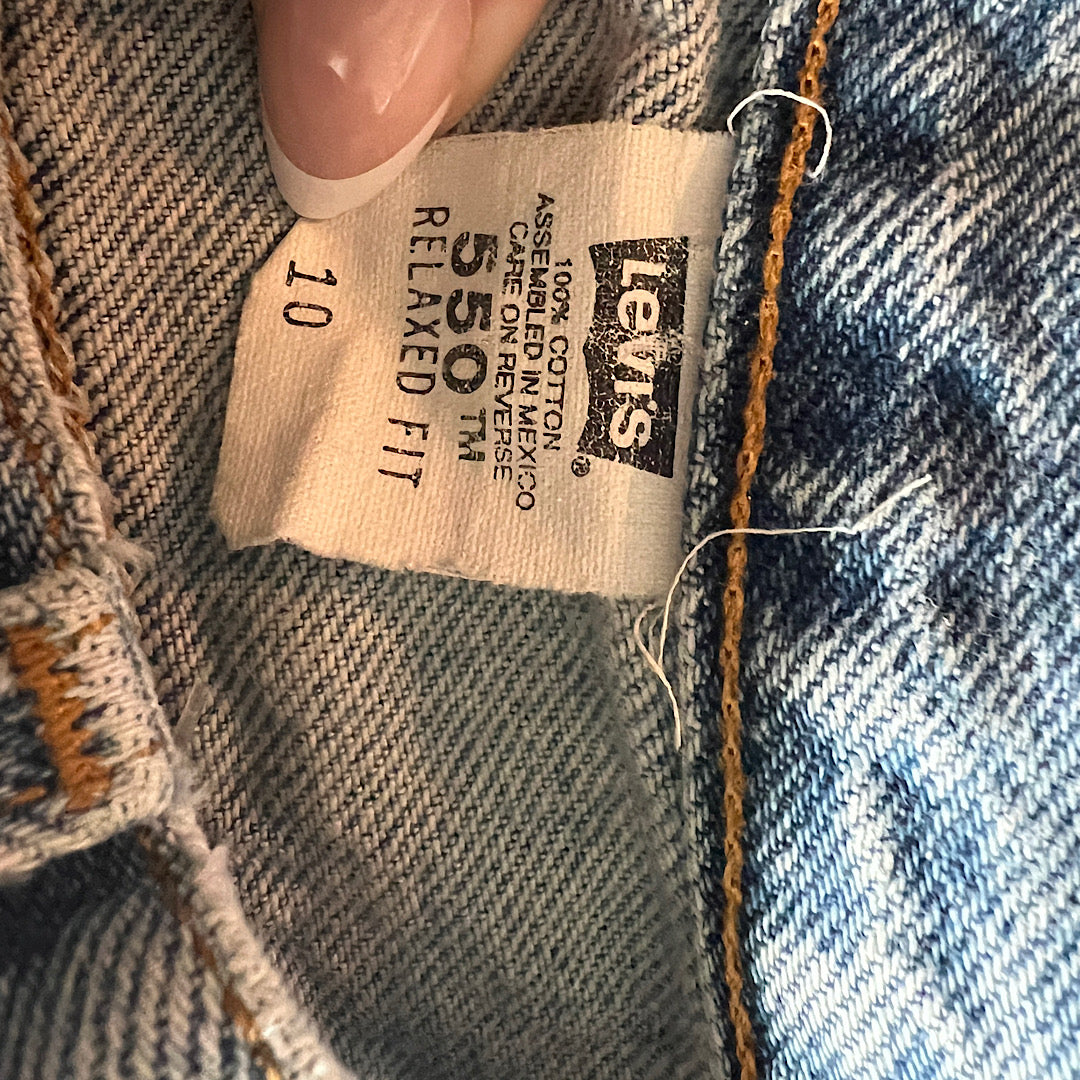 Levi's®
100% COTTON
ASSEMBLED IN MEXICO
CARE ON REVERSE
550™
RELAXED FIT
10